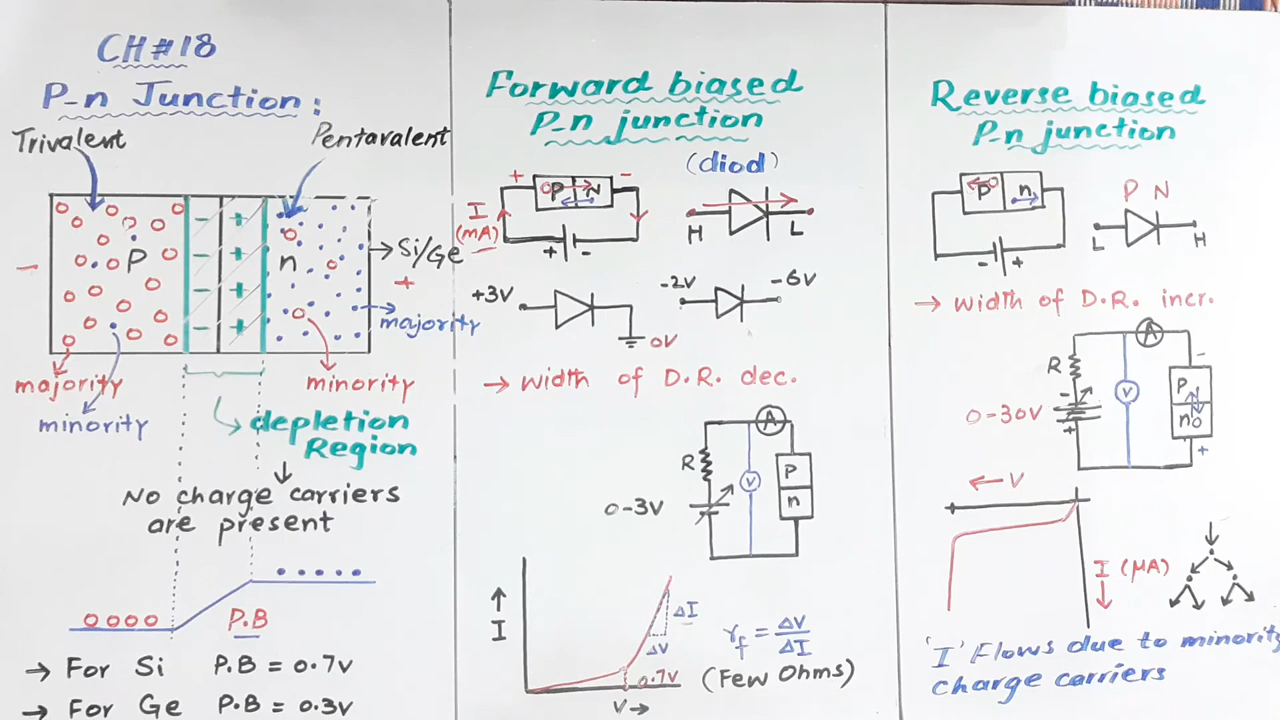 CH#18
P-n Junction:
Trivalent
Pentavalent
P
n
Si/Ge
-
+
majority
majority
minority
minority
depletion
Region
No charge carriers
are present
P.B
→ For Si P.B = 0.7v
→ For Ge P.B = 0.3v
Forward biased
P-n junction
(diod)
+ -
P N
I
(mA)
+ -
H L
+3V
0V
-2V -6V
→ width of D.R. dec.
A
R
V
P
n
0-3V
I
ΔI
ΔV
0.7V
V→
rf = ΔV/ΔI
(Few Ohms)
Reverse biased
P-n junction
P n
- +
P N
L H
→ width of D.R. incr.
A
R
V
-
+
0-30V
P
n
-
+
← V
I (μA)
'I' Flows due to minority
charge carriers